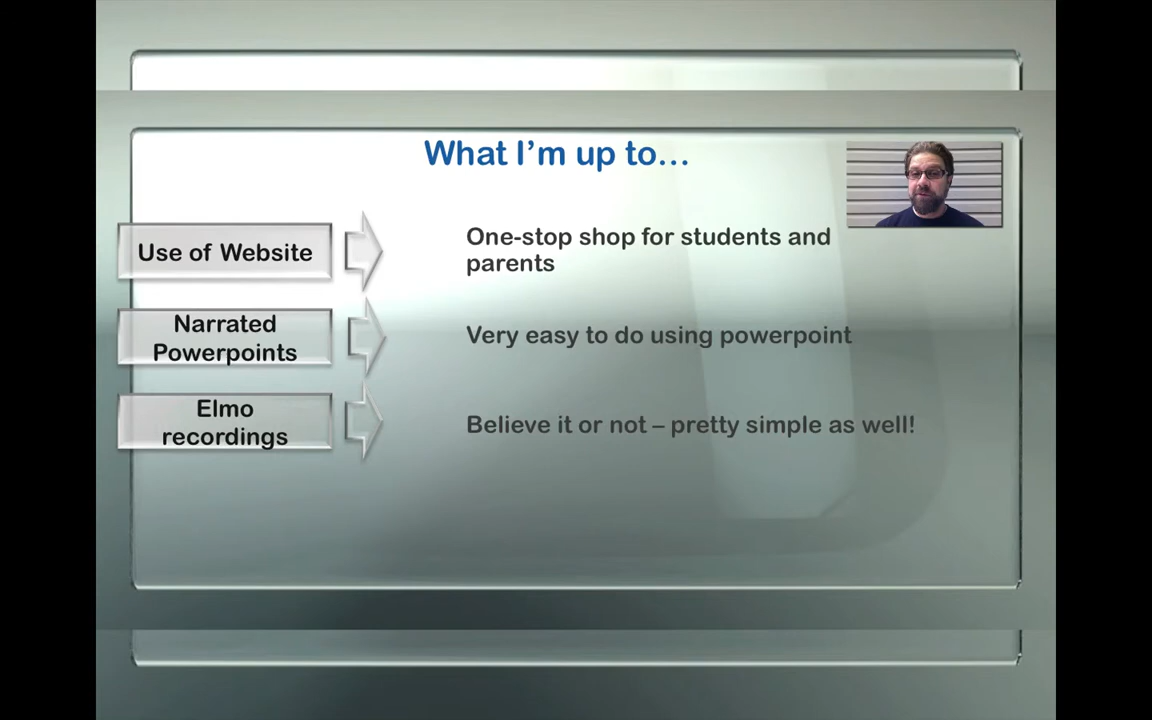 What I'm up to…
Use of Website
One-stop shop for students and
parents
Narrated
Powerpoints
Very easy to do using powerpoint
Elmo
recordings
Believe it or not – pretty simple as well!